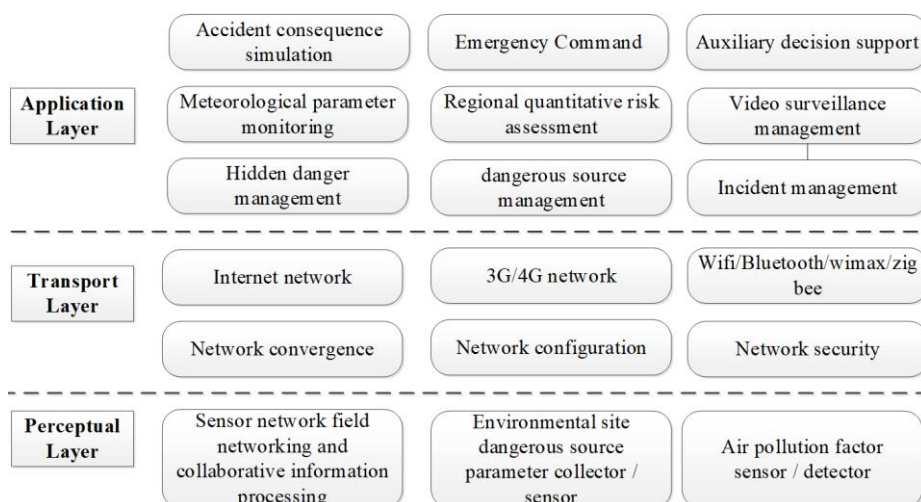 Accident consequence
simulation
Emergency Command
Auxiliary decision support
Application
Layer
Meteorological parameter
monitoring
Regional quantitative risk
assessment
Video surveillance
management
Hidden danger
management
dangerous source
management
Incident management
Transport
Layer
Internet network
3G/4G network
Wifi/Bluetooth/wimax/zig
bee
Network convergence
Network configuration
Network security
Perceptual
Layer
Sensor network field
networking and
collaborative information
processing
Environmental site
dangerous source
parameter collector /
sensor
Air pollution factor
sensor / detector